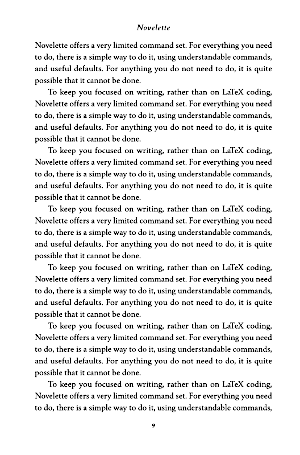 Novelette
Novelette offers a very limited command set. For everything you need
to do, there is a simple way to do it, using understandable commands,
and useful defaults. For anything you do not need to do, it is quite
possible that it cannot be done.
To keep you focused on writing, rather than on LaTeX coding,
Novelette offers a very limited command set. For everything you need
to do, there is a simple way to do it, using understandable commands,
and useful defaults. For anything you do not need to do, it is quite
possible that it cannot be done.
To keep you focused on writing, rather than on LaTeX coding,
Novelette offers a very limited command set. For everything you need
to do, there is a simple way to do it, using understandable commands,
and useful defaults. For anything you do not need to do, it is quite
possible that it cannot be done.
To keep you focused on writing, rather than on LaTeX coding,
Novelette offers a very limited command set. For everything you need
to do, there is a simple way to do it, using understandable commands,
and useful defaults. For anything you do not need to do, it is quite
possible that it cannot be done.
To keep you focused on writing, rather than on LaTeX coding,
Novelette offers a very limited command set. For everything you need
to do, there is a simple way to do it, using understandable commands,
and useful defaults. For anything you do not need to do, it is quite
possible that it cannot be done.
To keep you focused on writing, rather than on LaTeX coding,
Novelette offers a very limited command set. For everything you need
to do, there is a simple way to do it, using understandable commands,
and useful defaults. For anything you do not need to do, it is quite
possible that it cannot be done.
To keep you focused on writing, rather than on LaTeX coding,
Novelette offers a very limited command set. For everything you need
to do, there is a simple way to do it, using understandable commands,
9